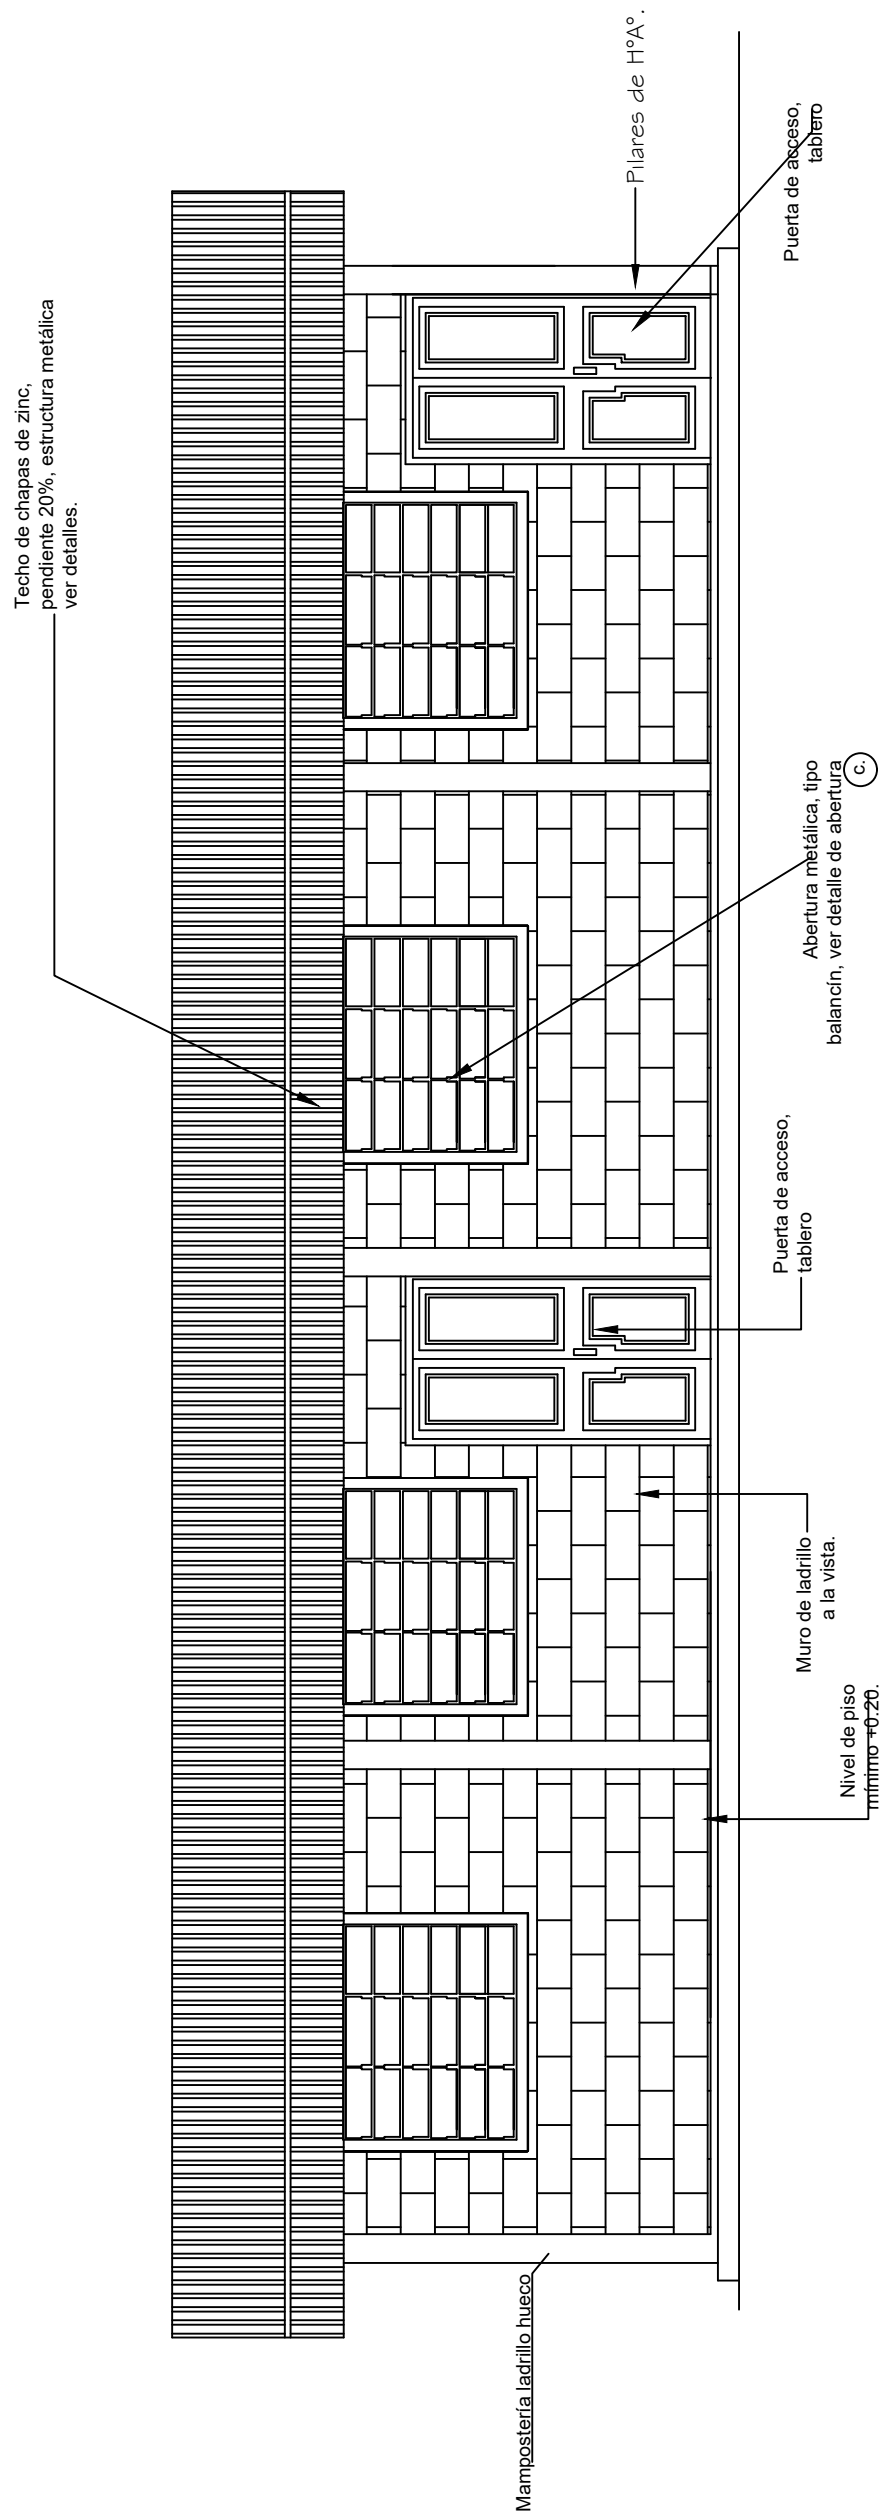 Techo de chapas de zinc,
pendiente 20%, estructura metálica
ver detalles.
Mampostería ladrillo hueco
Nivel de piso
mínimo +0.20.
Muro de ladrillo
a la vista.
Puerta de acceso,
tablero
Abertura metálica, tipo
balancín, ver detalle de abertura
c.
Pilares de HºAº.
Puerta de acceso,
tablero